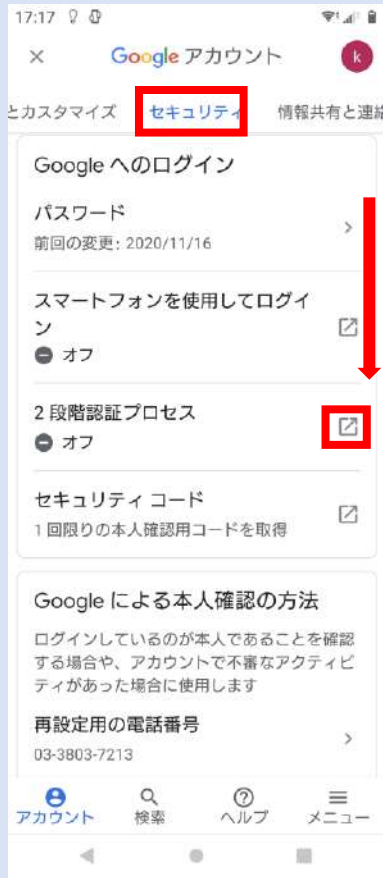 17:17
× Google アカウント k
とカスタマイズ セキュリティ 情報共有と連絡
Google へのログイン
パスワード
前回の変更: 2020/11/16
スマートフォンを使用してログイ
ン
オフ
2 段階認証プロセス
オフ
セキュリティ コード
1 回限りの本人確認用コードを取得
Google による本人確認の方法
ログインしているのが本人であることを確認
する場合や、アカウントで不審なアクティビ
ティがあった場合に使用します
再設定用の電話番号
03-3803-7213
アカウント 検索 ヘルプ メニュー